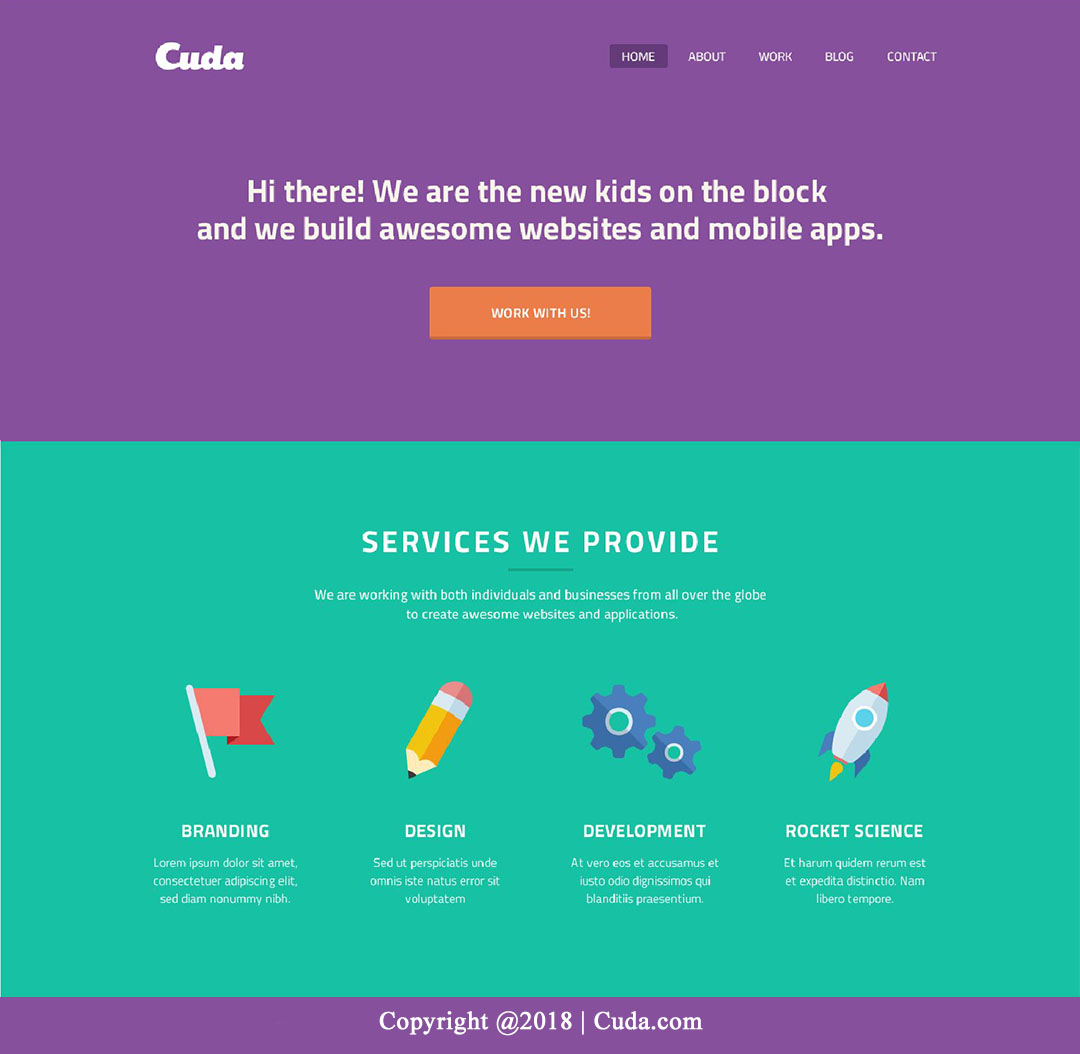 Cuda
HOME ABOUT WORK BLOG CONTACT
Hi there! We are the new kids on the block
and we build awesome websites and mobile apps.
WORK WITH US!
SERVICES WE PROVIDE
We are working with both individuals and businesses from all over the globe
to create awesome websites and applications.
BRANDING
Lorem ipsum dolor sit amet,
consectetuer adipiscing elit,
sed diam nonummy nibh.
DESIGN
Sed ut perspiciatis unde
omnis iste natus error sit
voluptatem
DEVELOPMENT
At vero eos et accusamus et
iusto odio dignissimos qui
blanditiis praesentium.
ROCKET SCIENCE
Et harum quidem rerum est
et expedita distinctio. Nam
libero tempore.
Copyright @2018 | Cuda.com